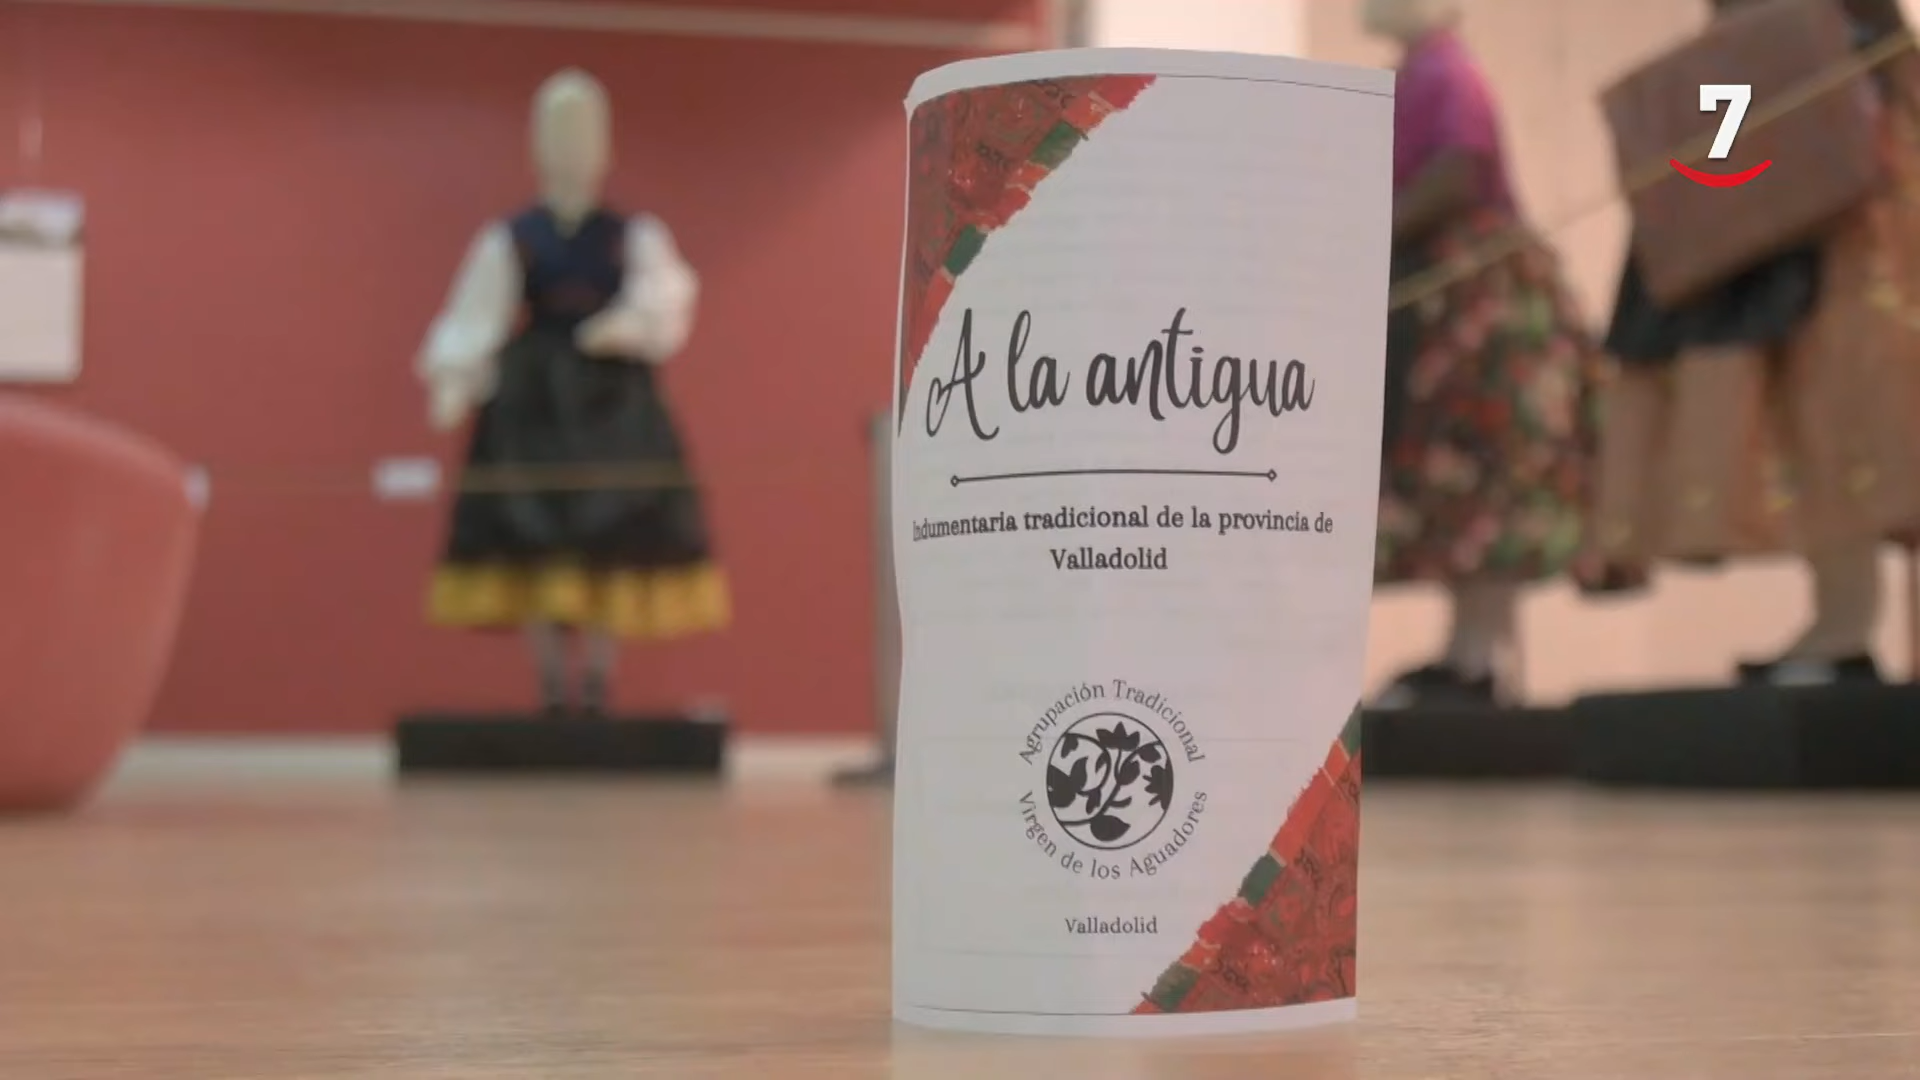 7
A la antigua
Indumentaria tradicional de la provincia de
Valladolid
Agrupación Tradicional
Virgen de los Aguadores
Valladolid